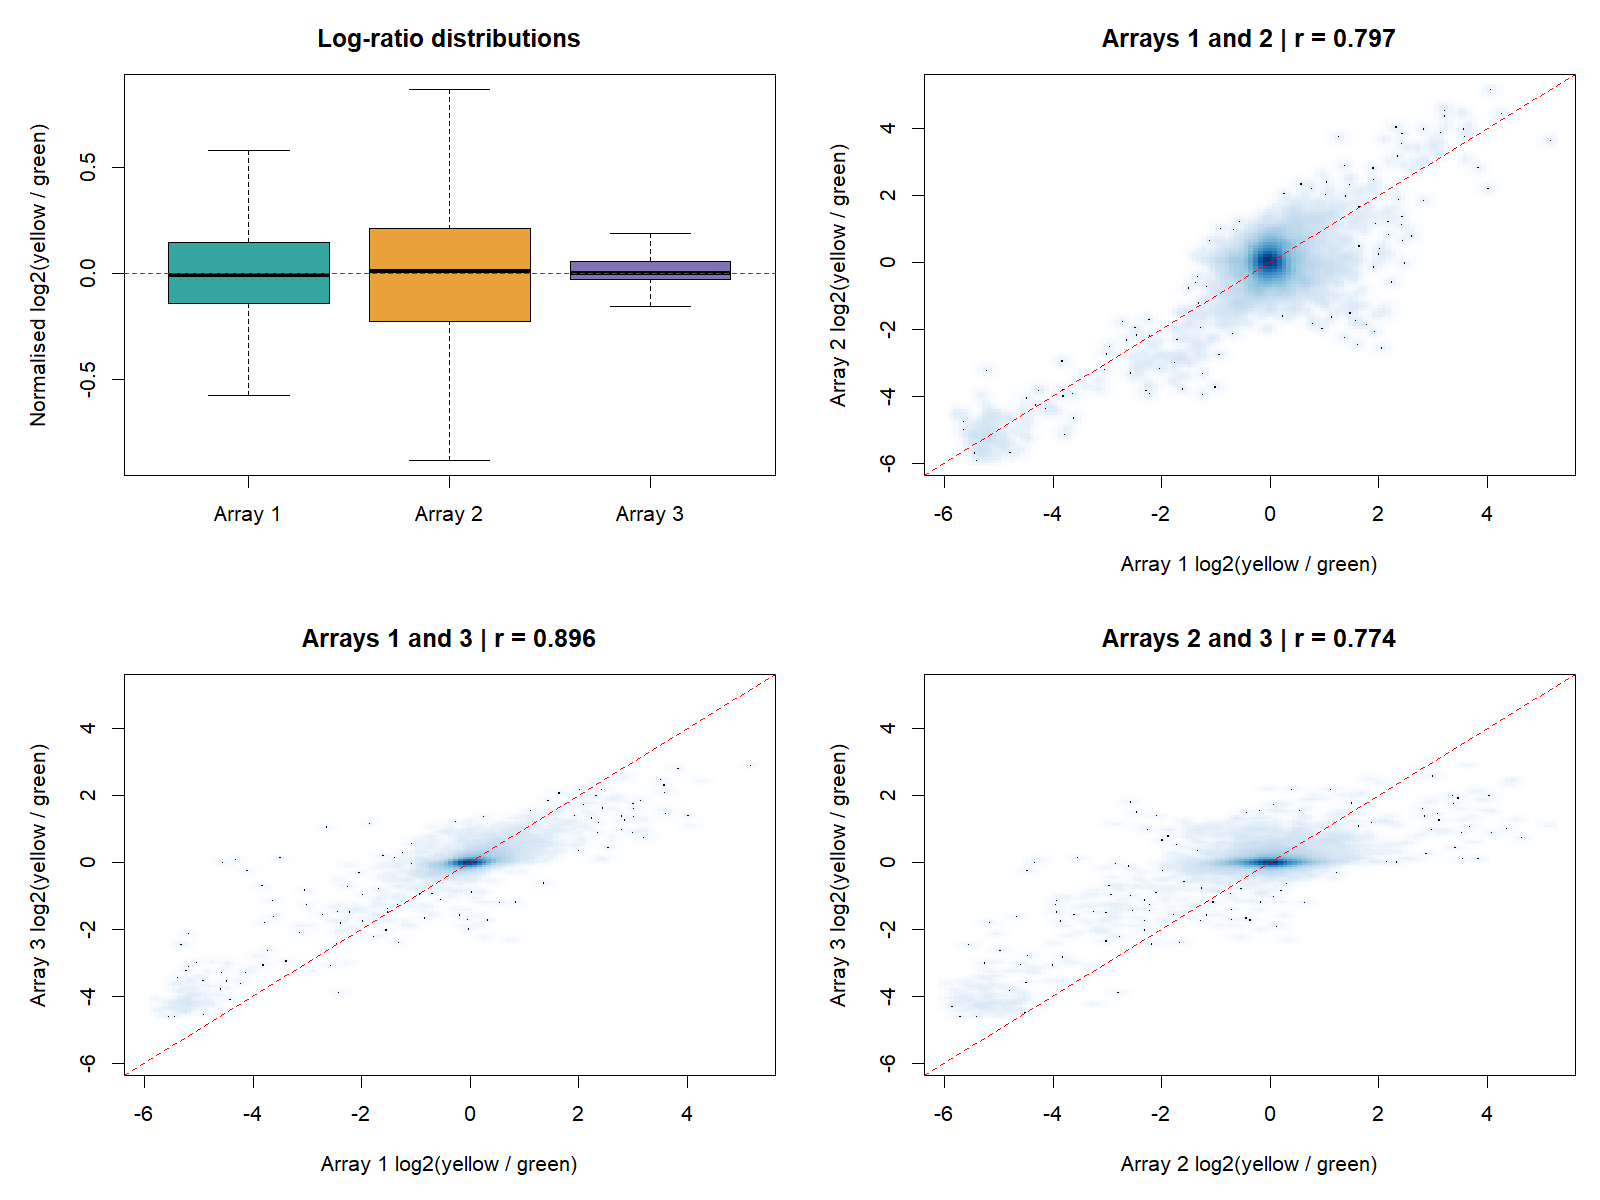 Log-ratio distributions
Normalised log2(yellow / green)
0.5
0.0
-0.5
Array 1
Array 2
Array 3
Arrays 1 and 2 | r = 0.797
Array 2 log2(yellow / green)
4
2
0
-2
-4
-6
-6
-4
-2
0
2
4
Array 1 log2(yellow / green)
Arrays 1 and 3 | r = 0.896
Array 3 log2(yellow / green)
4
2
0
-2
-4
-6
-6
-4
-2
0
2
4
Array 1 log2(yellow / green)
Arrays 2 and 3 | r = 0.774
Array 3 log2(yellow / green)
4
2
0
-2
-4
-6
-6
-4
-2
0
2
4
Array 2 log2(yellow / green)